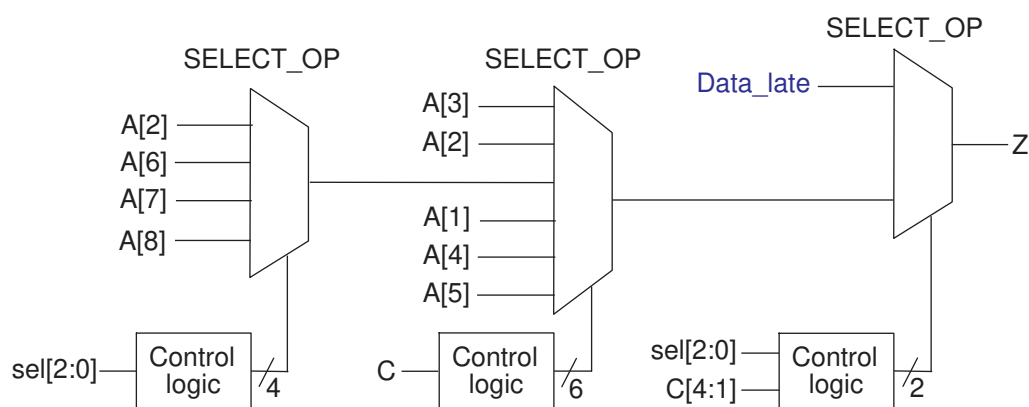 SELECT_OP
SELECT_OP
SELECT_OP
Data_late
A[3]
A[2]
A[2]
A[6]
A[7]
A[8]
A[1]
A[4]
A[5]
Z
sel[2:0]
Control
logic
4
C
Control
logic
6
sel[2:0]
C[4:1]
Control
logic
2